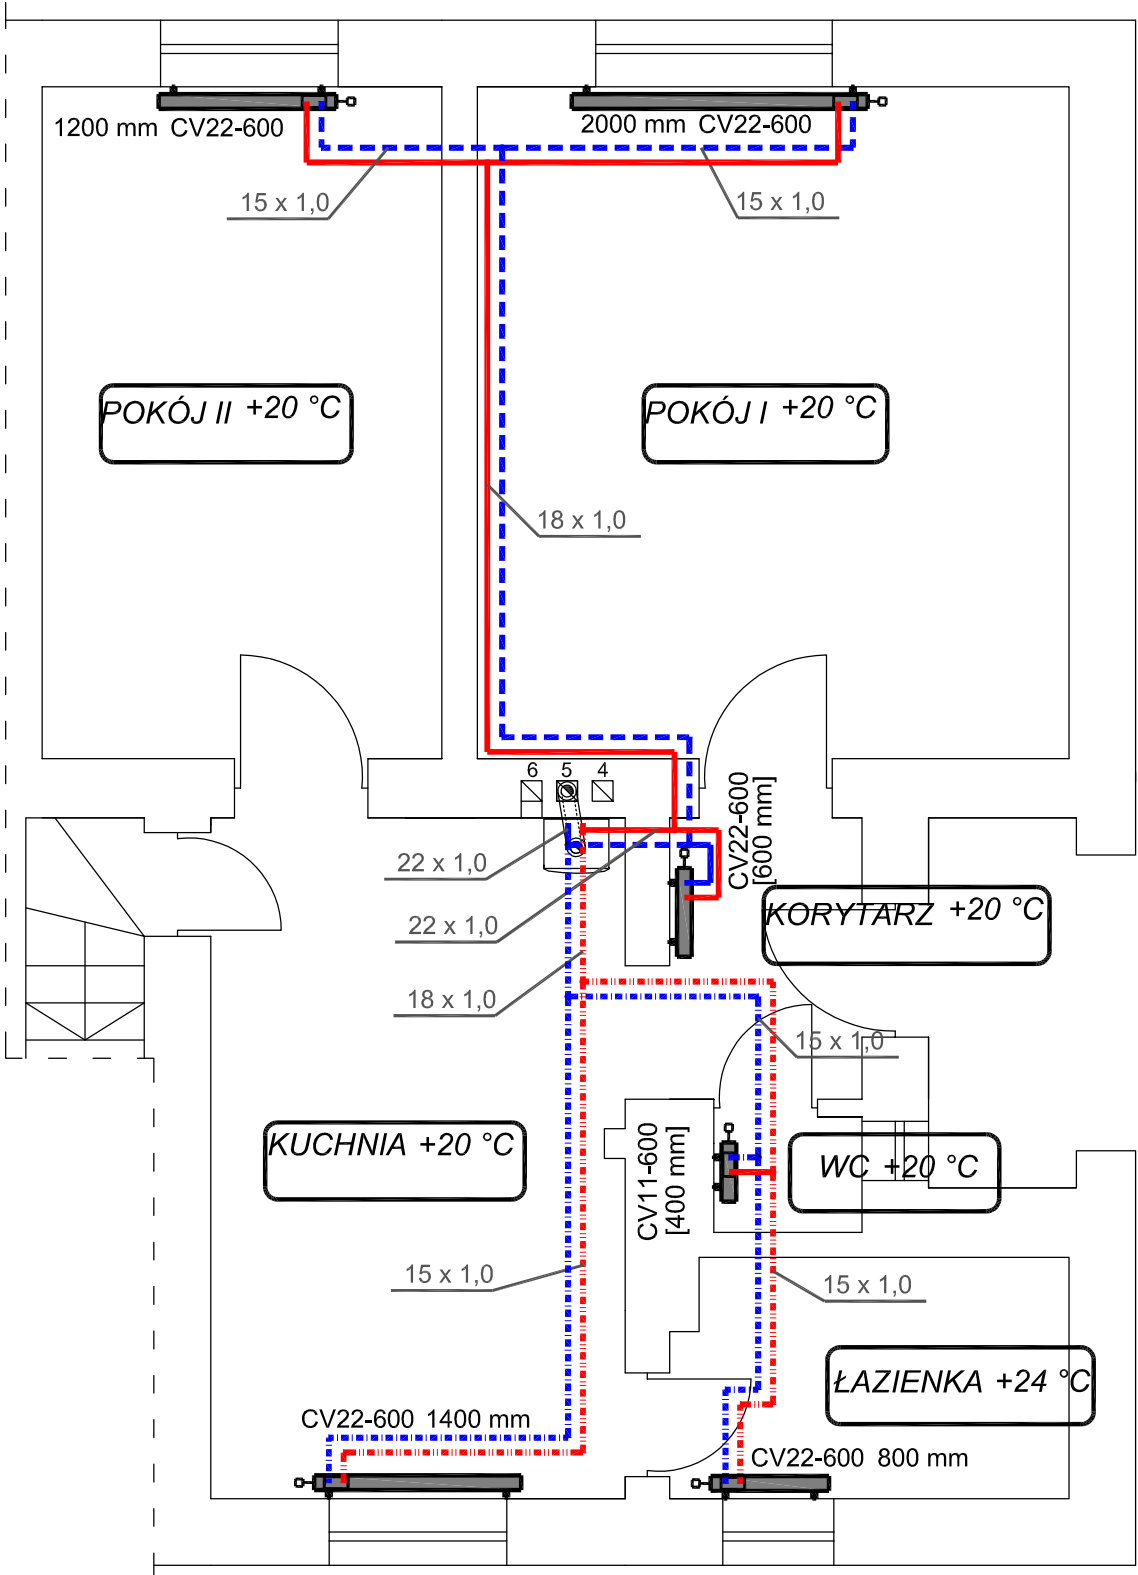 1200 mm CV22-600
2000 mm CV22-600
15 x 1,0
15 x 1,0
POKÓJ II +20 °C
POKÓJ I +20 °C
18 x 1,0
6 5 4
CV22-600
[600 mm]
22 x 1,0
22 x 1,0
KORYTARZ +20 °C
18 x 1,0
15 x 1,0
KUCHNIA +20 °C
CV11-600
[400 mm]
WC +20 °C
15 x 1,0
15 x 1,0
ŁAZIENKA +24 °C
CV22-600 1400 mm
CV22-600 800 mm